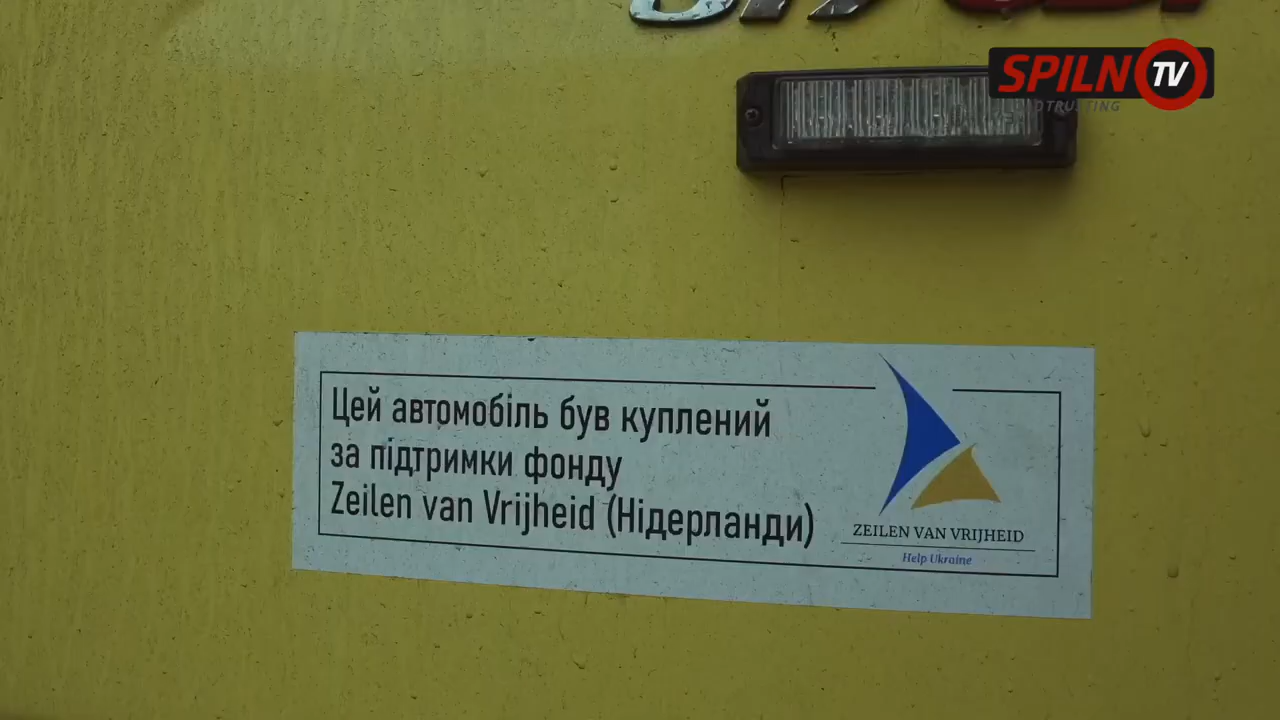 SPILNO TV
Цей автомобіль був куплений
за підтримки фонду
Zeilen van Vrijheid (Нідерланди)
ZEILEN VAN VRIJHEID
Help Ukraine